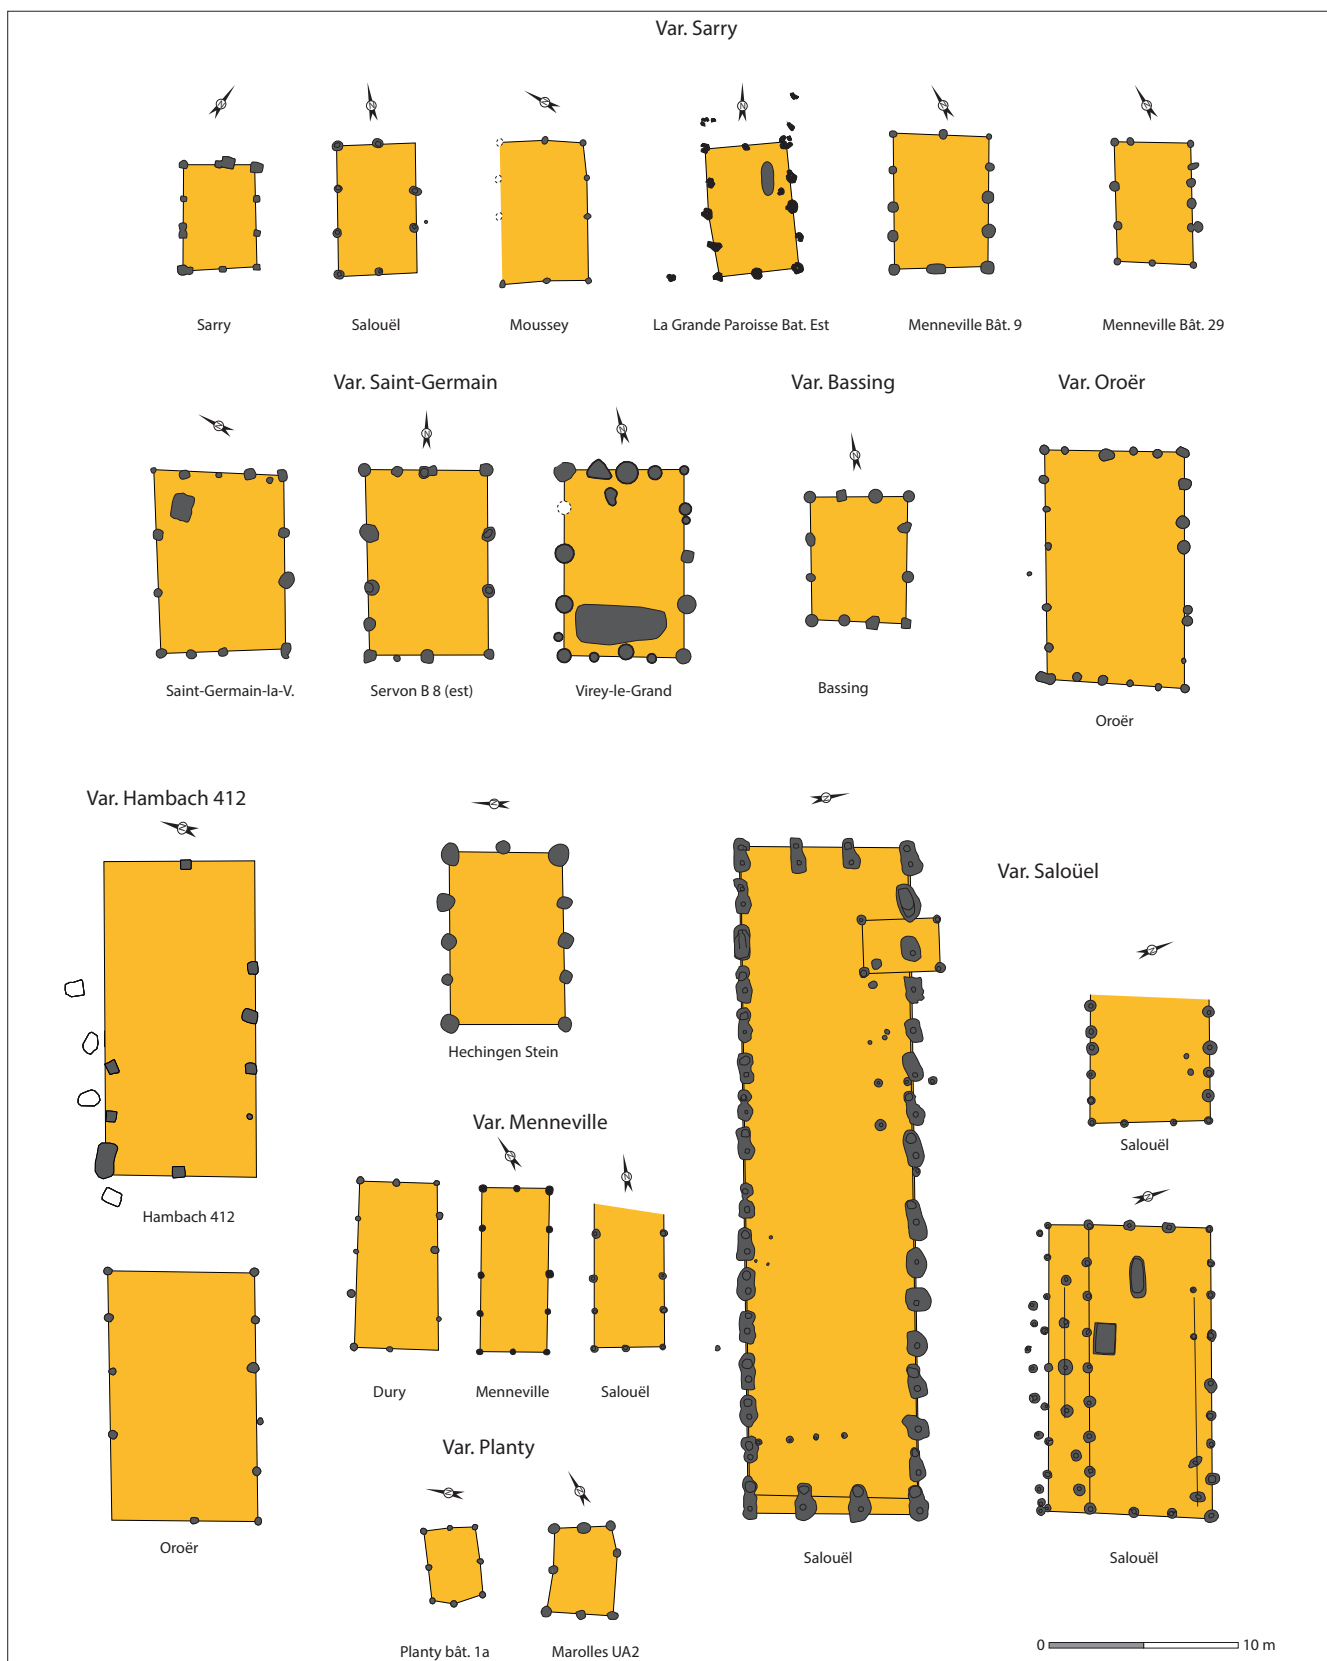 Var. Sarry
Sarry
Salouël
Moussey
La Grande Paroisse Bat. Est
Menneville Bât. 9
Menneville Bât. 29
Var. Saint-Germain
Var. Bassing
Var. Oroër
Saint-Germain-la-V.
Servon B 8 (est)
Virey-le-Grand
Bassing
Oroër
Var. Hambach 412
Var. Saloüel
Hechingen Stein
Salouël
Var. Menneville
Hambach 412
Dury
Menneville
Salouël
Var. Planty
Oroër
Salouël
Salouël
Planty bât. 1a
Marolles UA2
0 10 m